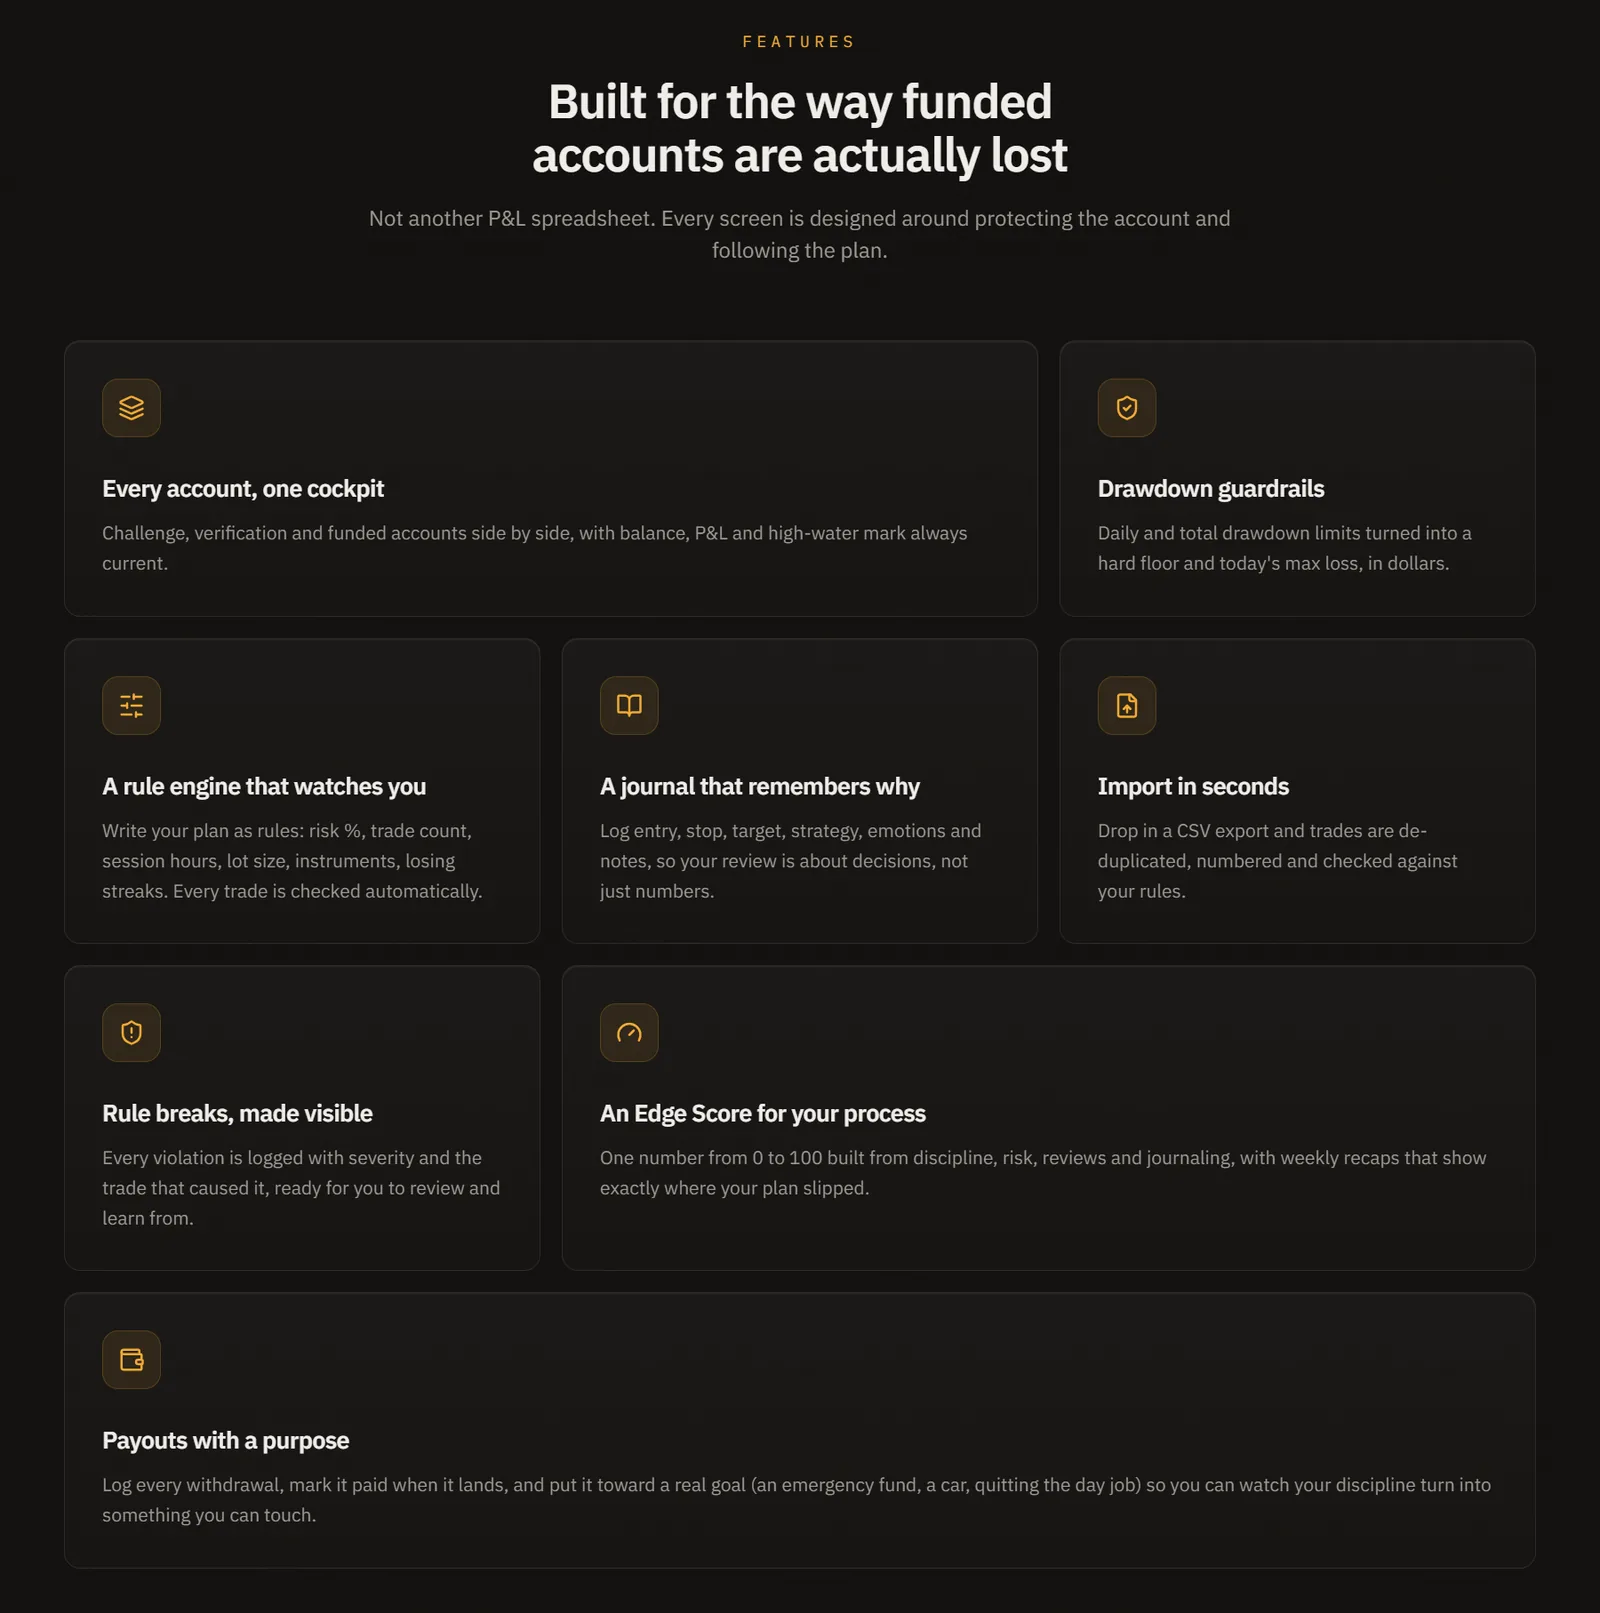 FEATURES
Built for the way funded
accounts are actually lost
Not another P&L spreadsheet. Every screen is designed around protecting the account and
following the plan.
Every account, one cockpit
Challenge, verification and funded accounts side by side, with balance, P&L and high-water mark always
current.
Drawdown guardrails
Daily and total drawdown limits turned into a
hard floor and today's max loss, in dollars.
A rule engine that watches you
Write your plan as rules: risk %, trade count,
session hours, lot size, instruments, losing
streaks. Every trade is checked automatically.
A journal that remembers why
Log entry, stop, target, strategy, emotions and
notes, so your review is about decisions, not
just numbers.
Import in seconds
Drop in a CSV export and trades are de-
duplicated, numbered and checked against
your rules.
Rule breaks, made visible
Every violation is logged with severity and the
trade that caused it, ready for you to review and
learn from.
An Edge Score for your process
One number from 0 to 100 built from discipline, risk, reviews and journaling, with weekly recaps that show
exactly where your plan slipped.
Payouts with a purpose
Log every withdrawal, mark it paid when it lands, and put it toward a real goal (an emergency fund, a car, quitting the day job) so you can watch your discipline turn into
something you can touch.